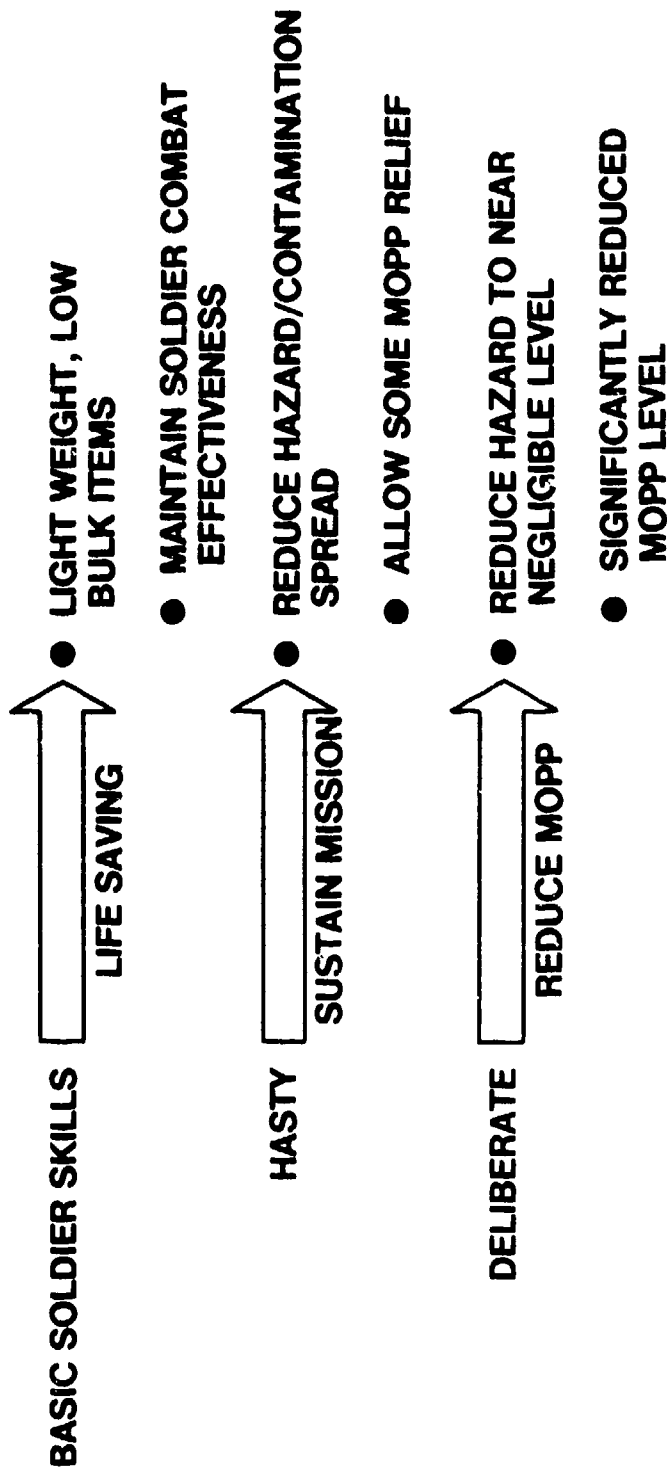 BASIC SOLDIER SKILLS
LIFE SAVING
● LIGHT WEIGHT, LOW
BULK ITEMS
● MAINTAIN SOLDIER COMBAT
EFFECTIVENESS
HASTY
SUSTAIN MISSION
● REDUCE HAZARD/CONTAMINATION
SPREAD
● ALLOW SOME MOPP RELIEF
DELIBERATE
REDUCE MOPP
● REDUCE HAZARD TO NEAR
NEGLIGIBLE LEVEL
● SIGNIFICANTLY REDUCED
MOPP LEVEL